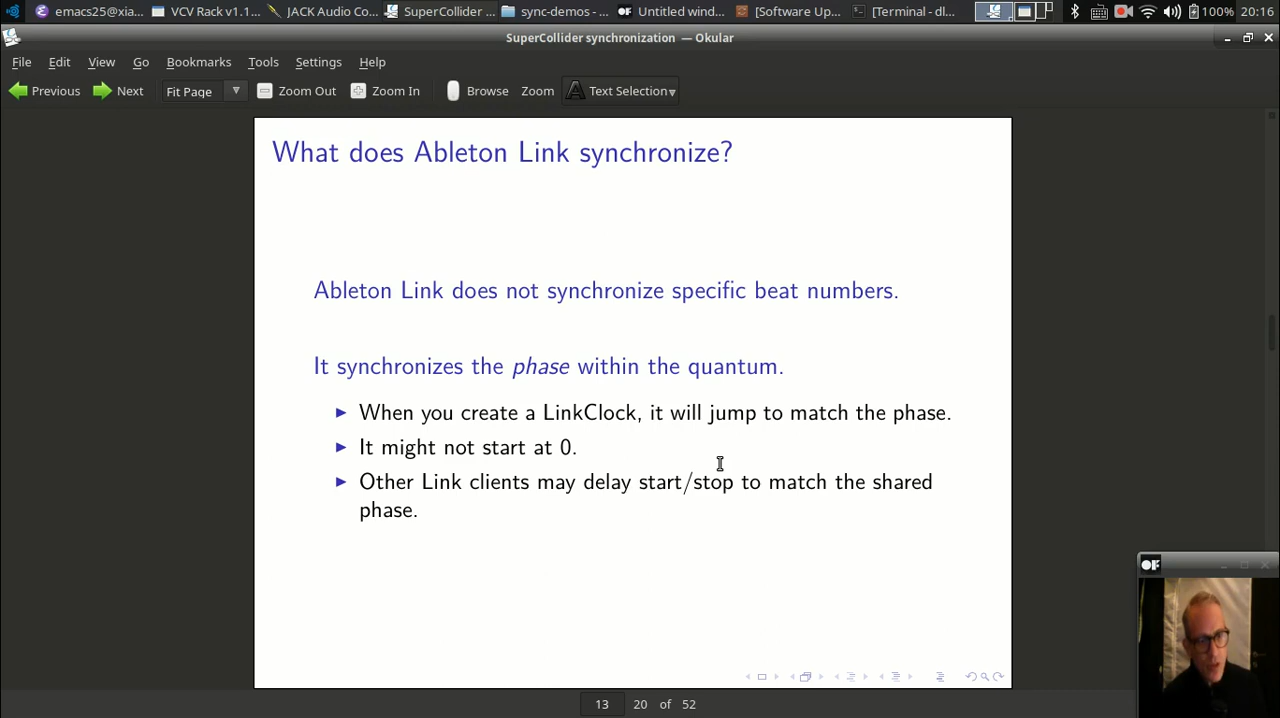 emacs25@xia...
VCV Rack v1.1...
JACK Audio Co...
SuperCollider ...
sync-demos - ...
Untitled wind...
[Software Up...
[Terminal - dl...
100%
20:16
SuperCollider synchronization — Okular
File Edit View Go Bookmarks Tools Settings Help
Previous Next Fit Page Zoom Out Zoom In Browse Zoom Text Selection
What does Ableton Link synchronize?
Ableton Link does not synchronize specific beat numbers.
It synchronizes the phase within the quantum.
When you create a LinkClock, it will jump to match the phase.
It might not start at 0.
Other Link clients may delay start/stop to match the shared
phase.
13 20 of 52